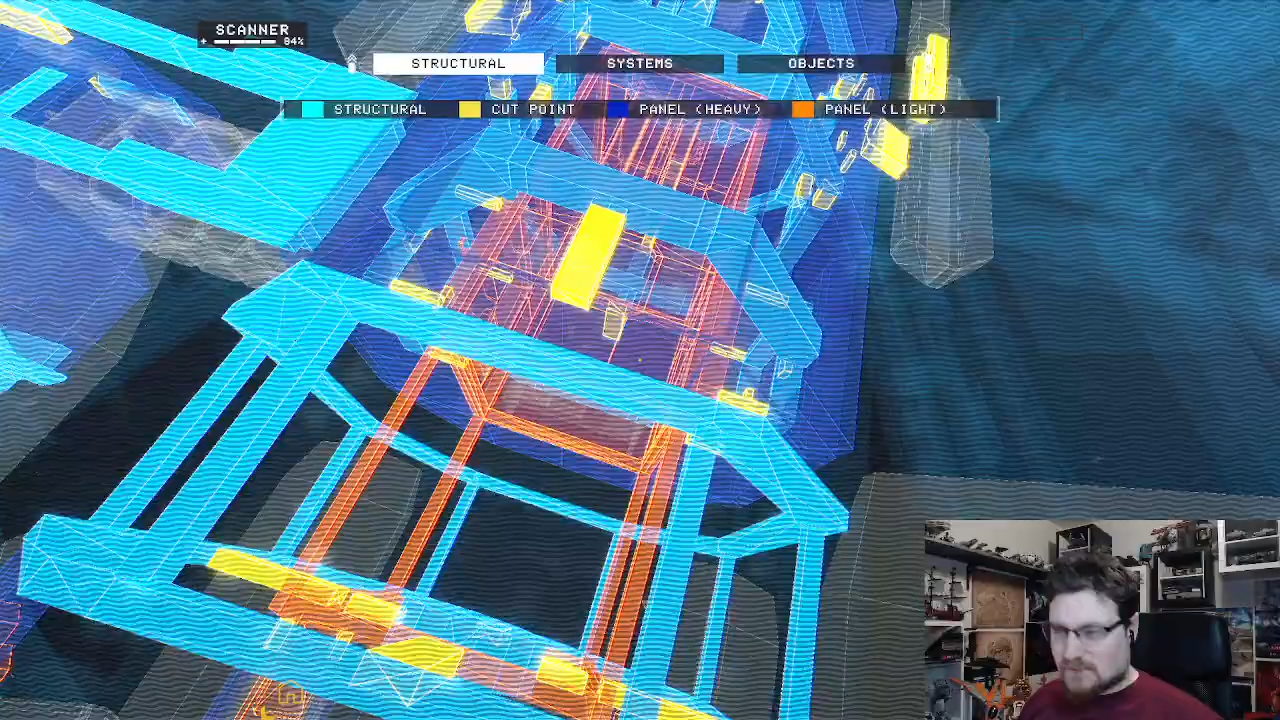 SCANNER
84%
STRUCTURAL SYSTEMS OBJECTS
STRUCTURAL CUT POINT PANEL (HEAVY) PANEL (LIGHT)